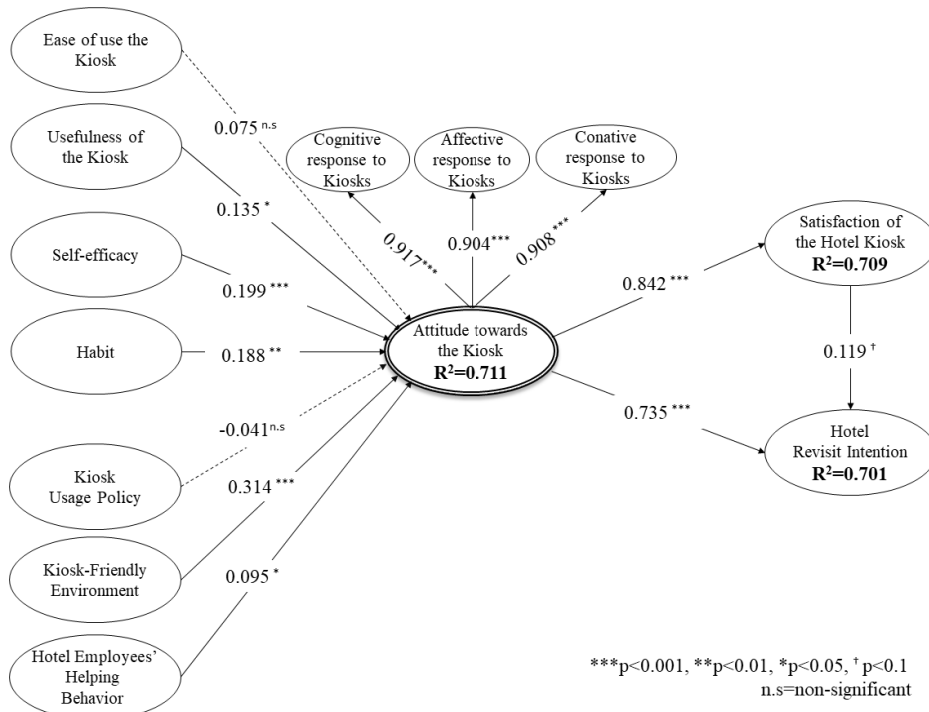 Ease of use the
Kiosk
0.075 n.s
Usefulness of
the Kiosk
0.135 *
Self-efficacy
0.199 ***
Habit
0.188 **
Kiosk
Usage Policy
-0.041 n.s
Kiosk-Friendly
Environment
0.314 ***
Hotel Employees’
Helping
Behavior
0.095 *
Cognitive
response to
Kiosks
Affective
response to
Kiosks
Conative
response to
Kiosks
0.917***
0.904***
0.908 ***
Attitude towards
the Kiosk
R²=0.711
0.842 ***
0.735 ***
Satisfaction of
the Hotel Kiosk
R²=0.709
0.119 †
Hotel
Revisit Intention
R²=0.701
***p<0.001, **p<0.01, *p<0.05, † p<0.1
n.s=non-significant